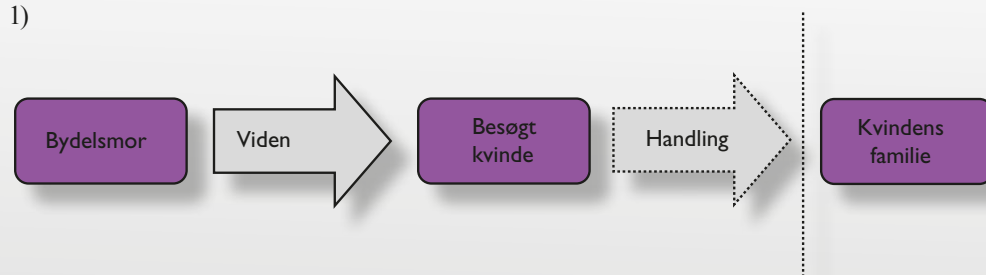 1)
Bydelsmor
Viden
Besøgt
kvinde
Handling
Kvindens
familie